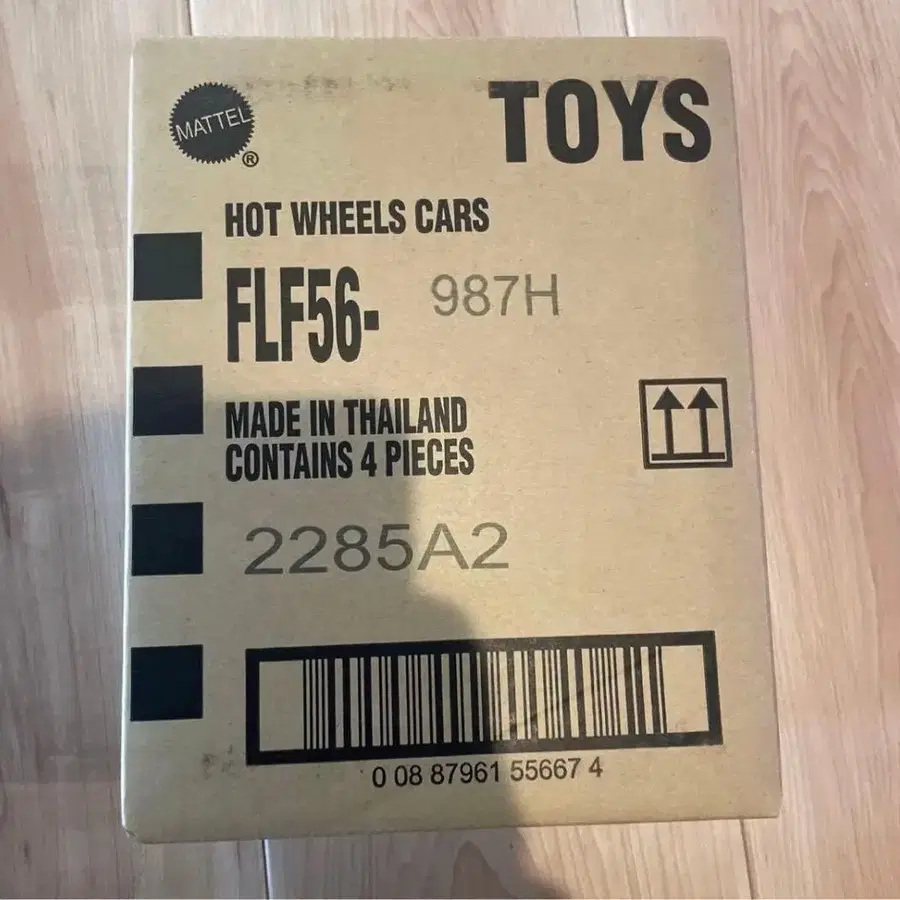 MATTEL
®
TOYS
HOT WHEELS CARS
FLF56- 987H
MADE IN THAILAND
CONTAINS 4 PIECES
2285A2
0 08 87961 55667 4